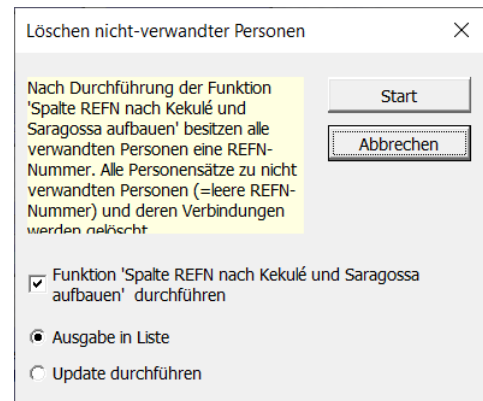 Löschen nicht-verwandter Personen
Nach Durchführung der Funktion
'Spalte REFN nach Kekulé und
Saragossa aufbauen' besitzen alle
verwandten Personen eine REFN-
Nummer. Alle Personensätze zu nicht
verwandten Personen (=leere REFN-
Nummer) und deren Verbindungen
werden gelöscht
Start
Abbrechen
Funktion 'Spalte REFN nach Kekulé und Saragossa
aufbauen' durchführen
Ausgabe in Liste
Update durchführen